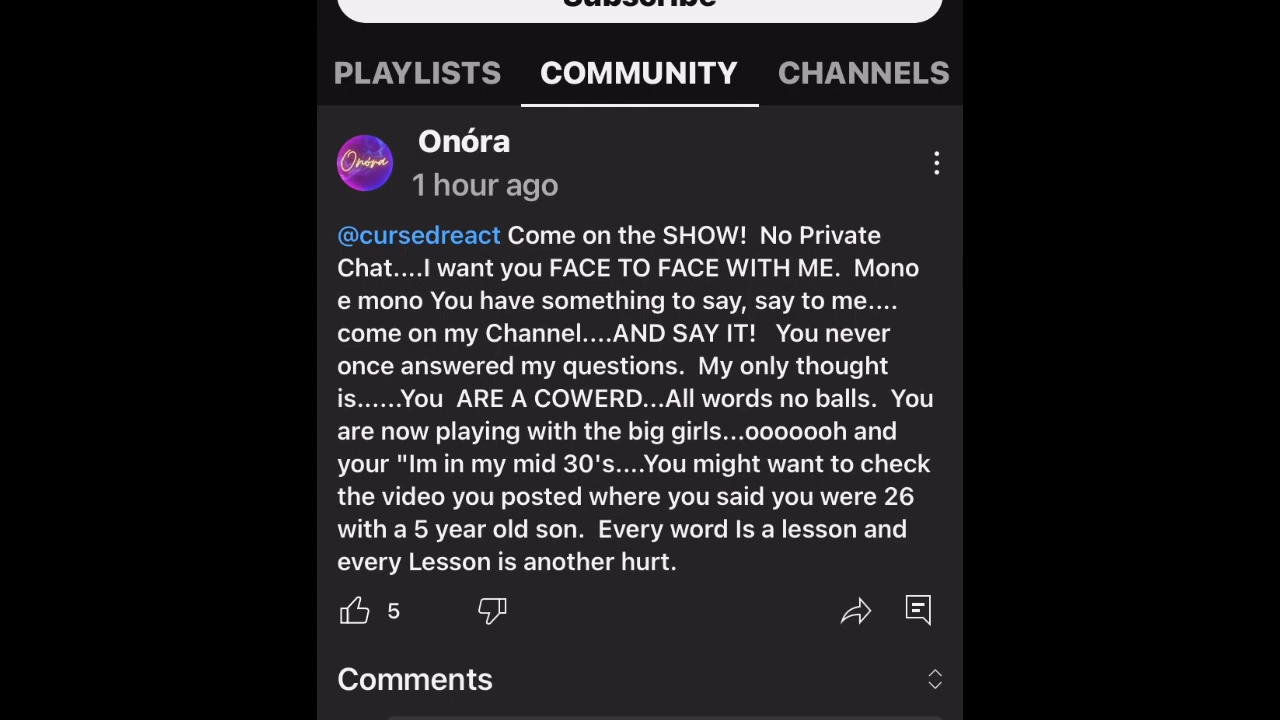 Subscribe
PLAYLISTS COMMUNITY CHANNELS
Onóra
Onóra
1 hour ago
@cursedreact Come on the SHOW!  No Private
Chat....I want you FACE TO FACE WITH ME.  Mono
e mono You have something to say, say to me....
come on my Channel....AND SAY IT!   You never
once answered my questions.  My only thought
is......You  ARE A COWERD...All words no balls.  You
are now playing with the big girls...ooooooh and
your "Im in my mid 30's....You might want to check
the video you posted where you said you were 26
with a 5 year old son.  Every word Is a lesson and
every Lesson is another hurt.
5
Comments